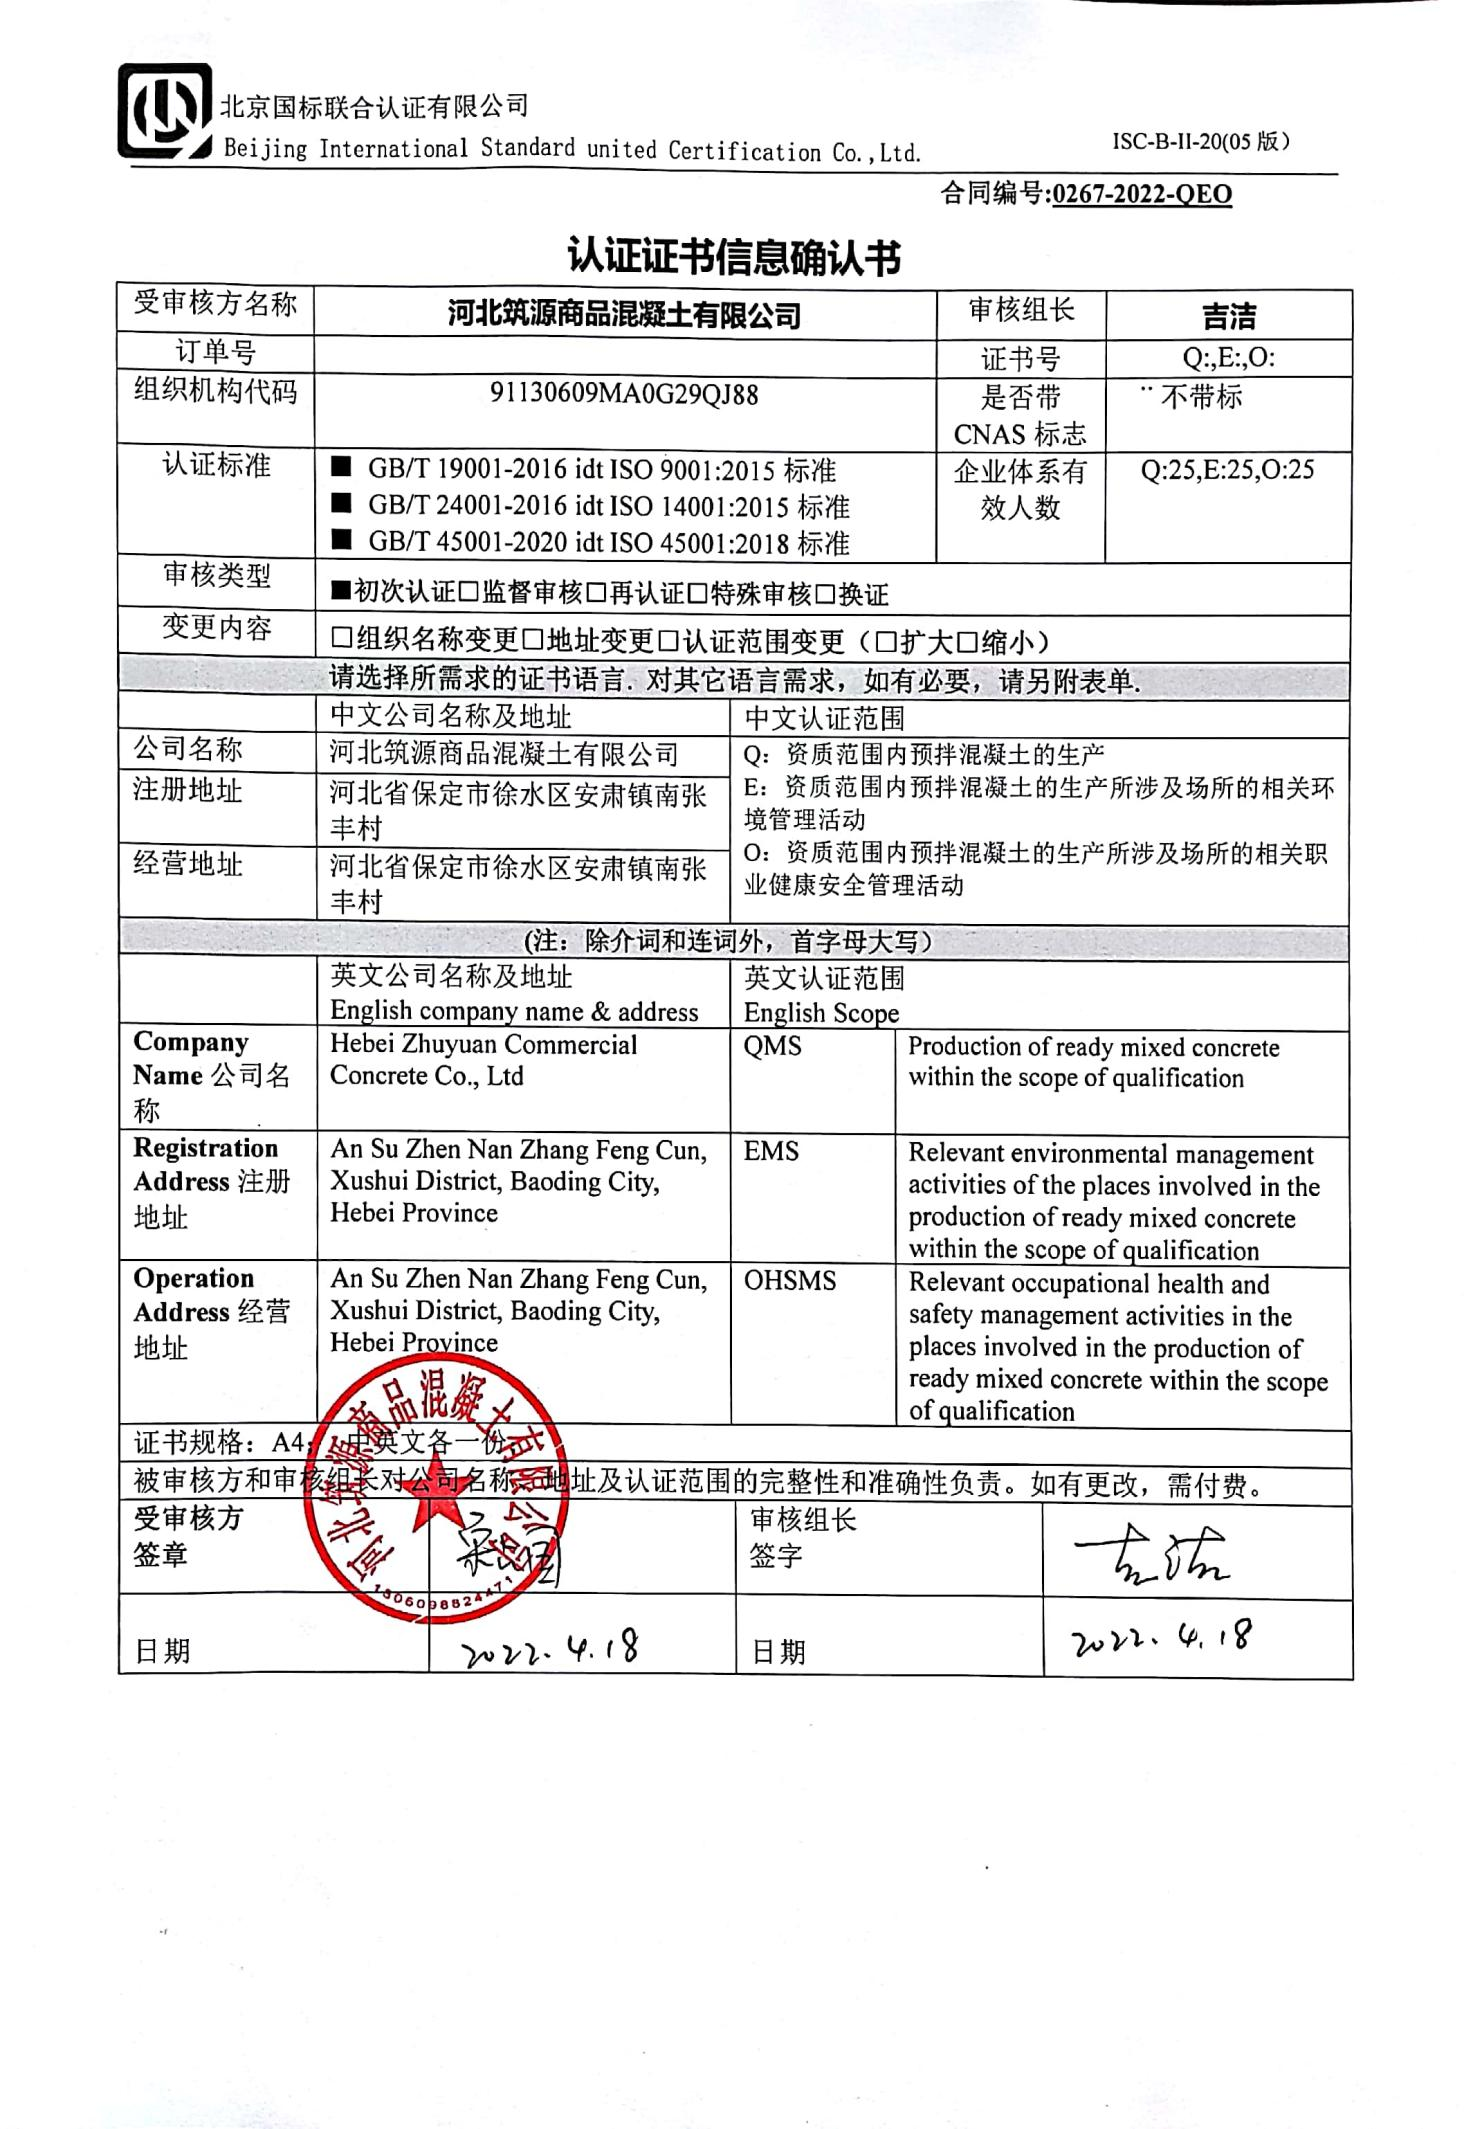 北京国标联合认证有限公司
Beijing International Standard united Certification Co.,Ltd.
ISC-B-II-20(05 版)
合同编号:0267-2022-QEO
认证证书信息确认书
受审核方名称 河北筑源商品混凝土有限公司 审核组长 吉洁
订单号 证书号 Q:,E:,O:
组织机构代码 91130609MA0G29QJ88 是否带 ¨ 不带标
CNAS 标志
认证标准 ■ GB/T 19001-2016 idt ISO 9001:2015 标准 企业体系有 Q:25,E:25,O:25
■ GB/T 24001-2016 idt ISO 14001:2015 标准 效人数
■ GB/T 45001-2020 idt ISO 45001:2018 标准
审核类型 ■初次认证□监督审核□再认证□特殊审核□换证
变更内容 □组织名称变更□地址变更□认证范围变更（□扩大□缩小）
请选择所需求的证书语言. 对其它语言需求，如有必要，请另附表单.
中文公司名称及地址 中文认证范围
公司名称 河北筑源商品混凝土有限公司
注册地址 河北省保定市徐水区安肃镇南张
丰村
经营地址 河北省保定市徐水区安肃镇南张
丰村
Q：资质范围内预拌混凝土的生产
E：资质范围内预拌混凝土的生产所涉及场所的相关环
境管理活动
O：资质范围内预拌混凝土的生产所涉及场所的相关职
业健康安全管理活动
(注：除介词和连词外，首字母大写）
英文公司名称及地址 英文认证范围
English company name & address English Scope
Company
Name 公司名
称
Hebei Zhuyuan Commercial
Concrete Co., Ltd
QMS
Production of ready mixed concrete
within the scope of qualification
Registration
Address 注册
地址
An Su Zhen Nan Zhang Feng Cun,
Xushui District, Baoding City,
Hebei Province
EMS
Relevant environmental management
activities of the places involved in the
production of ready mixed concrete
within the scope of qualification
Operation
Address 经营
地址
An Su Zhen Nan Zhang Feng Cun,
Xushui District, Baoding City,
Hebei Province
OHSMS
Relevant occupational health and
safety management activities in the
places involved in the production of
ready mixed concrete within the scope
of qualification
证书规格：A4； 中英文各一份
被审核方和审核组长对公司名称、地址及认证范围的完整性和准确性负责。如有更改，需付费。
受审核方
签章
审核组长
签字
吉洁
河北筑源商品混凝土有限公司
日期 2022.4.18 日期 2022.4.18